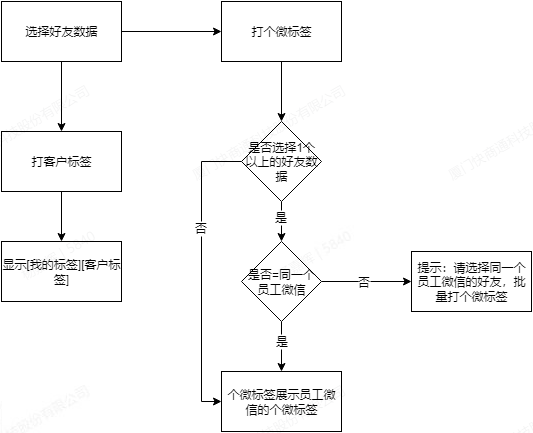 选择好友数据
打个微标签
打客户标签
是否选择1个
以上的好友数
据
否
是
显示[我的标签][客户标
签]
是否=同一个
员工微信
否
提示：请选择同一个
员工微信的好友，批
量打个微标签
是
个微标签展示员工微
信的个微标签